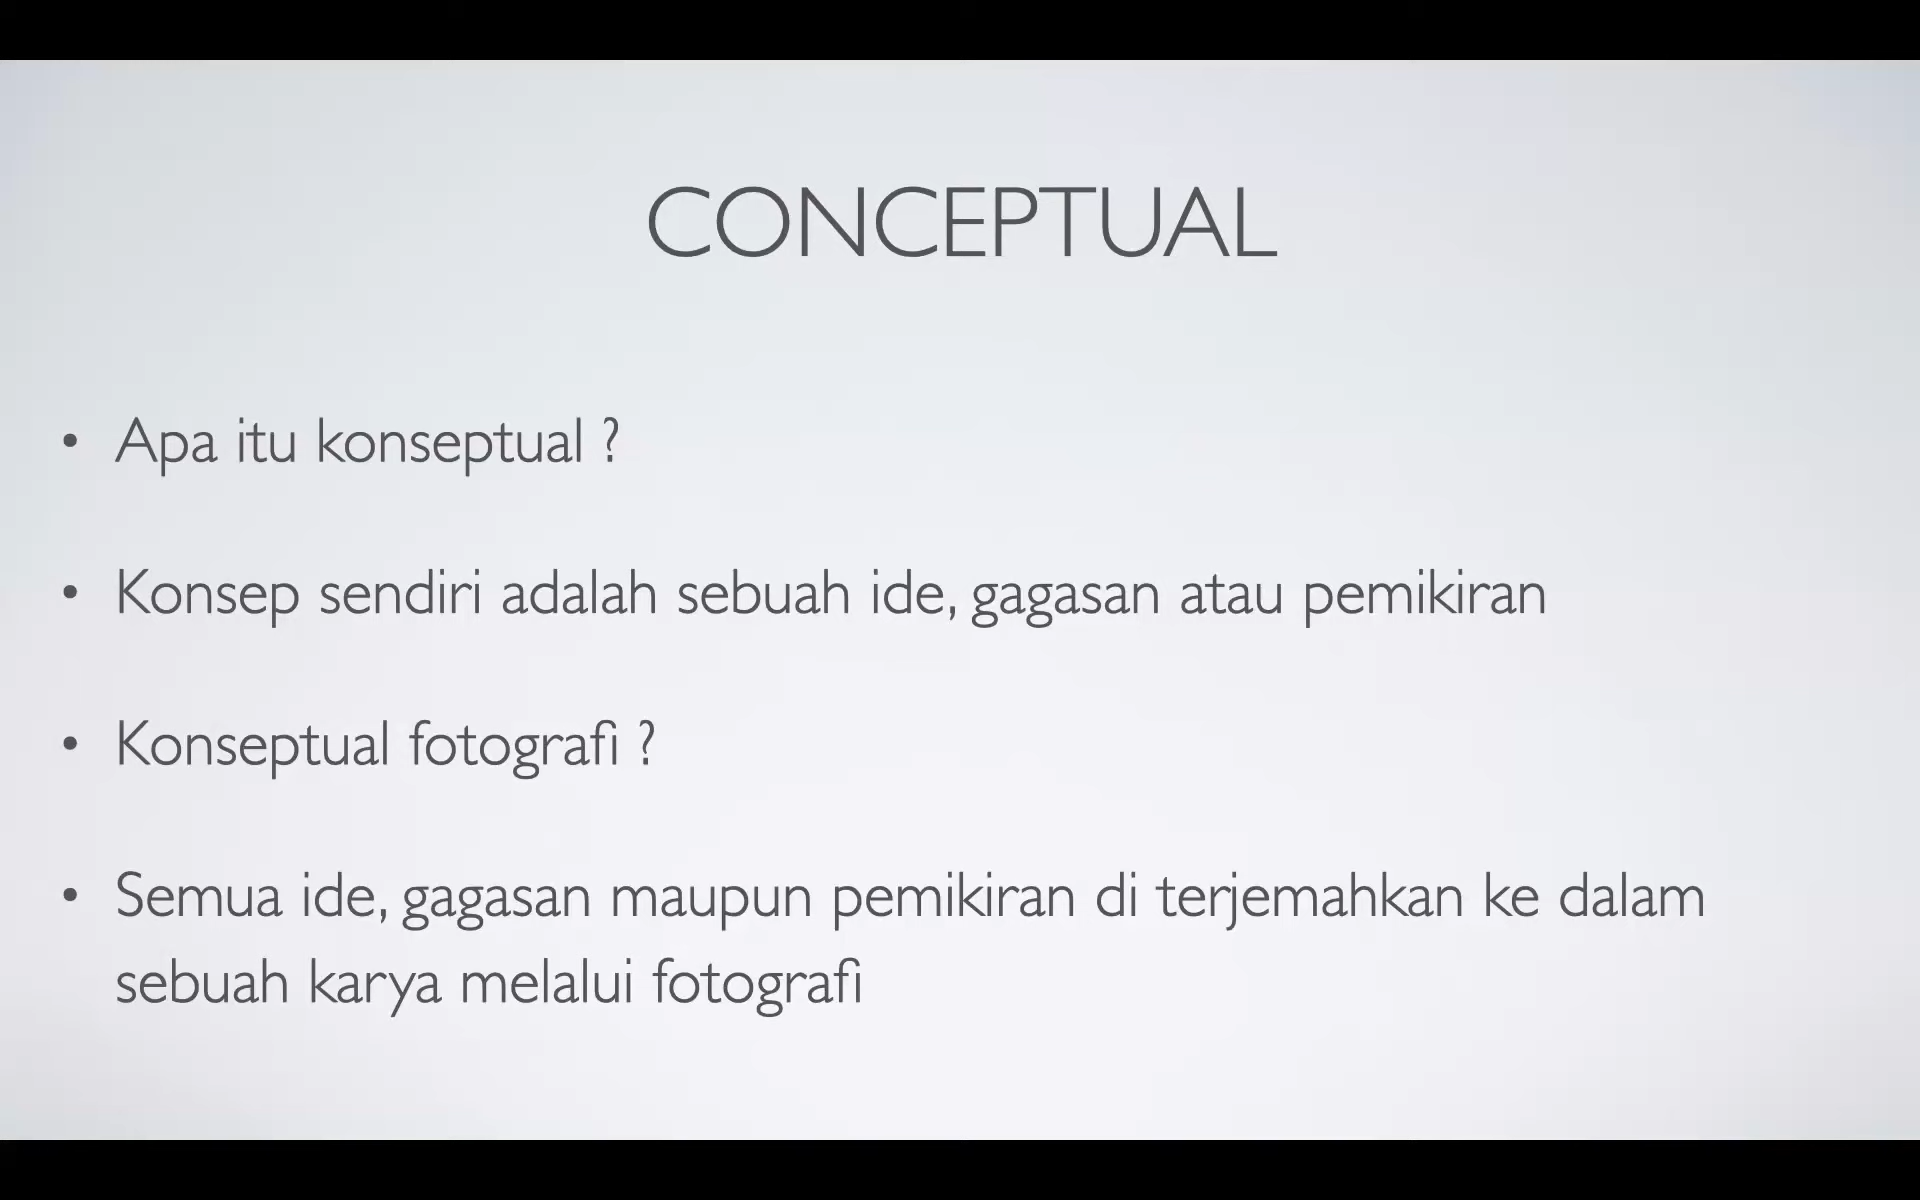 CONCEPTUAL
• Apa itu konseptual ?
• Konsep sendiri adalah sebuah ide, gagasan atau pemikiran
• Konseptual fotografi ?
• Semua ide, gagasan maupun pemikiran di terjemahkan ke dalam
sebuah karya melalui fotografi